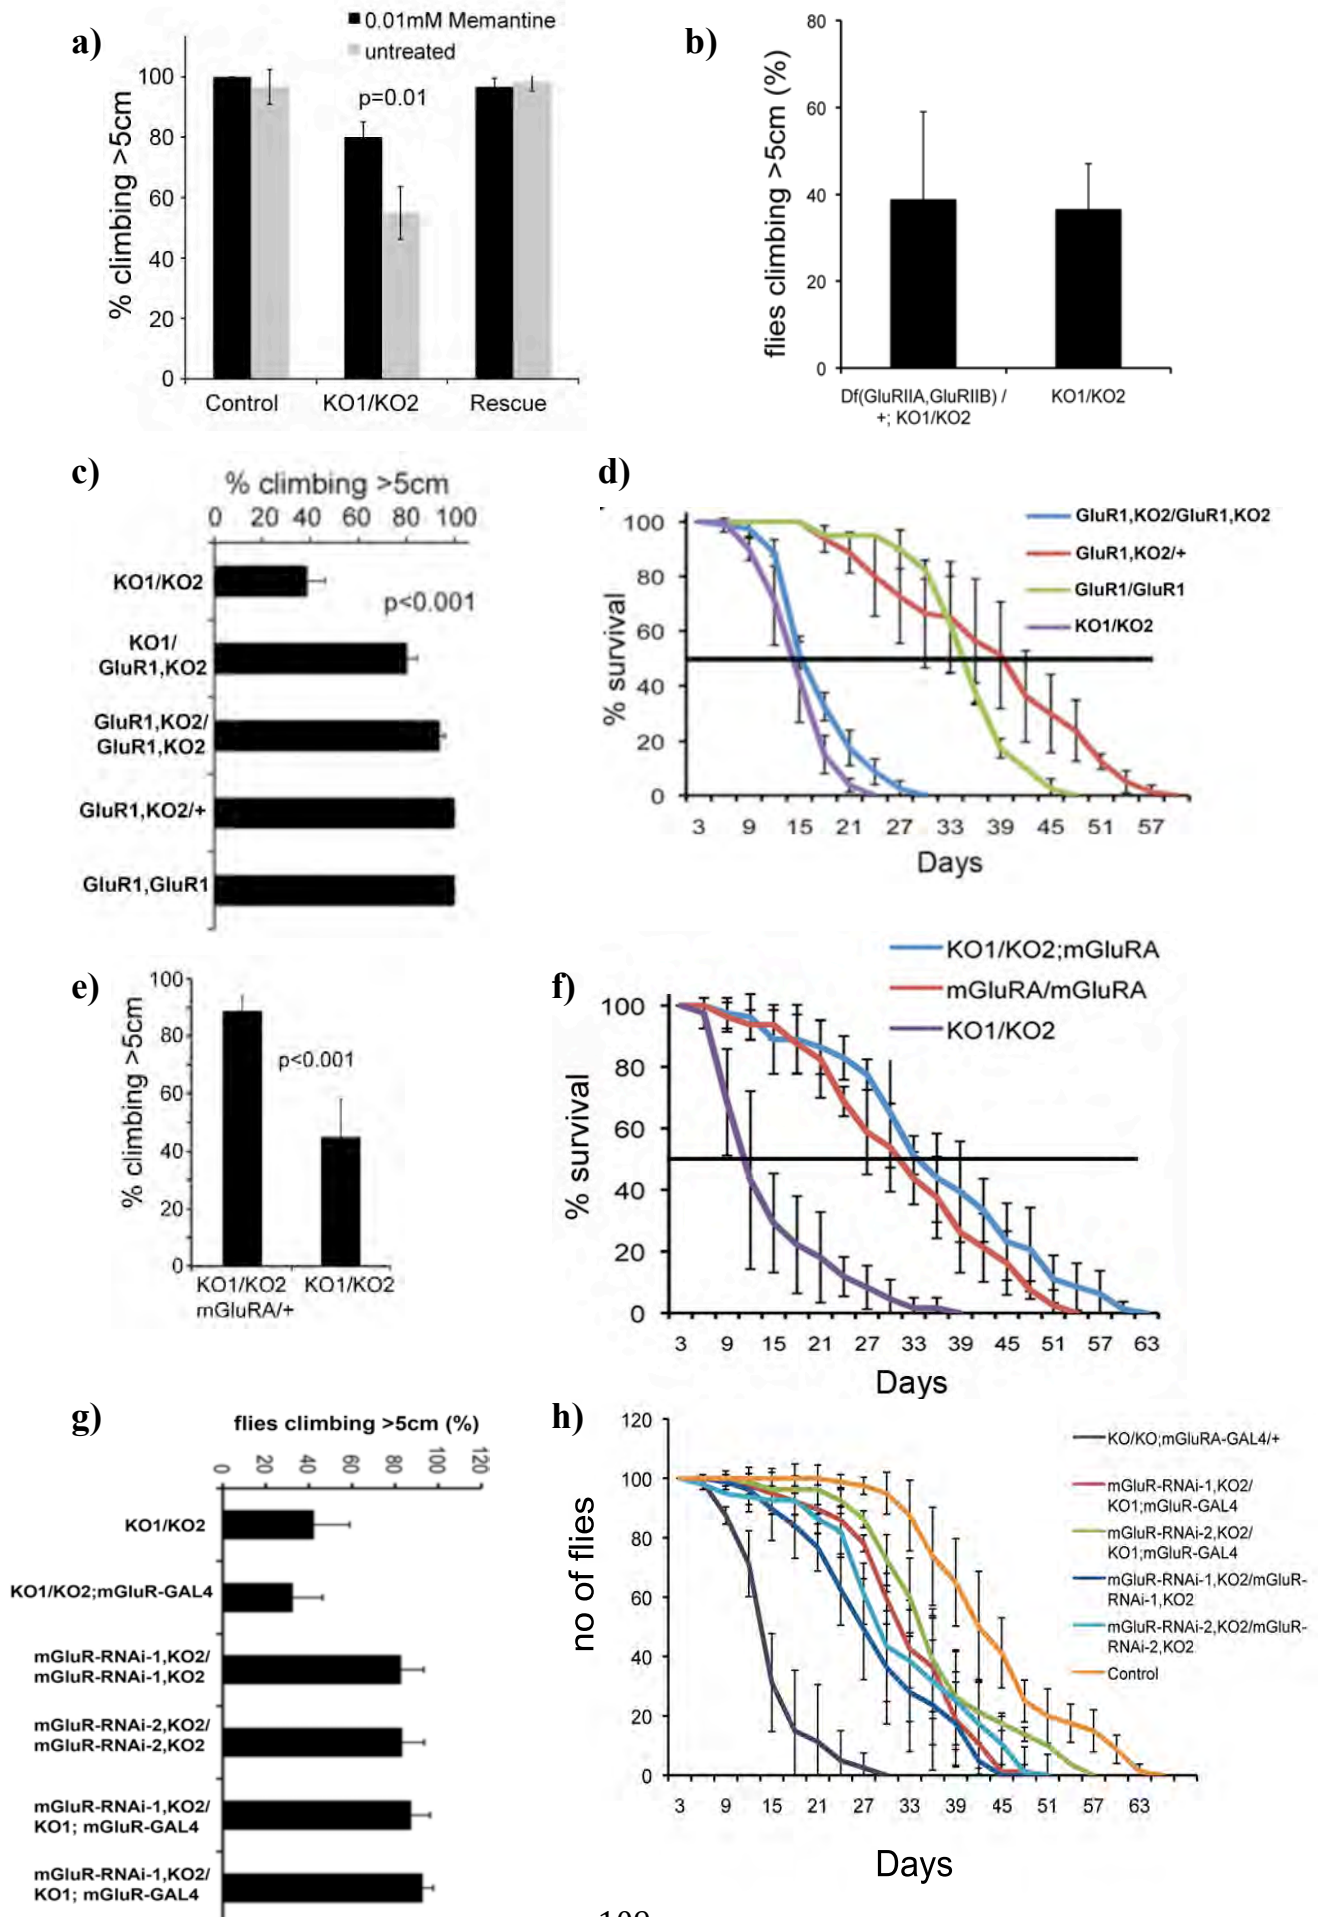 a)
0,01mM Memantine
untreated
p=0.01
% climbing >5cm
100
80
60
40
20
0
Control
KO1/KO2
Rescue
b)
flies climbing >5cm (%)
80
60
40
20
0
Df(GluRIIA,GluRIIB) /
+; KO1/KO2
KO1/KO2
c)
% climbing >5cm
0 20 40 60 80 100
KO1/KO2
p<0.001
KO1/
GluR1,KO2
GluR1,KO2/
GluR1,KO2
GluR1,KO2/+
GluR1,GluR1
d)
% survival
100
80
60
40
20
0
3 9 15 21 27 33 39 45 51 57
Days
GluR1,KO2/GluR1,KO2
GluR1,KO2/+
GluR1/GluR1
KO1/KO2
e)
% climbing >5cm
100
80
60
40
20
0
p<0.001
KO1/KO2
mGluRA/+
KO1/KO2
f)
% survival
100
80
60
40
20
0
3 9 15 21 27 33 39 45 51 57 63
Days
KO1/KO2;mGluRA
mGluRA/mGluRA
KO1/KO2
g)
flies climbing >5cm (%)
0 20 40 60 80 100 120
KO1/KO2
KO1/KO2;mGluR-GAL4
mGluR-RNAi-1,KO2/
mGluR-RNAi-1,KO2
mGluR-RNAi-2,KO2/
mGluR-RNAi-2,KO2
mGluR-RNAi-1,KO2/
KO1; mGluR-GAL4
mGluR-RNAi-1,KO2/
KO1; mGluR-GAL4
h)
no of flies
120
100
80
60
40
20
0
3 9 15 21 27 33 39 45 51 57 63
Days
KO/KO;mGluRA-GAL4/+
mGluR-RNAi-1,KO2/
KO1;mGluR-GAL4
mGluR-RNAi-2,KO2/
KO1;mGluR-GAL4
mGluR-RNAi-1,KO2/mGluR-
RNAi-1,KO2
mGluR-RNAi-2,KO2/mGluR-
RNAi-2,KO2
Control